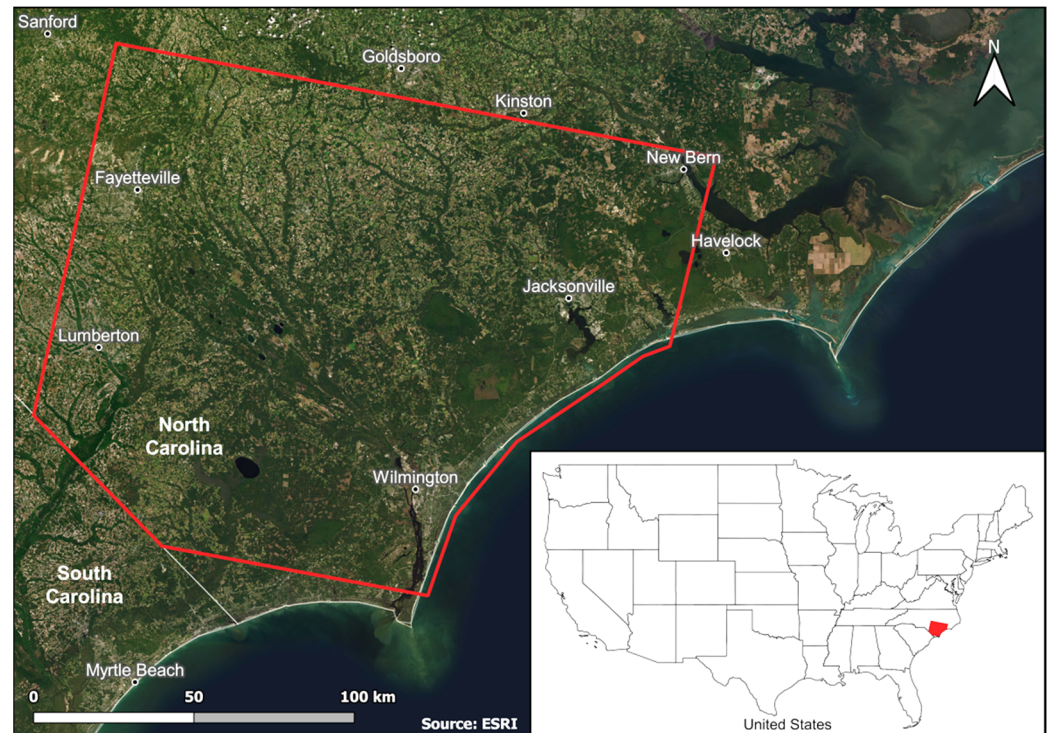 Sanford
Goldsboro
N
Kinston
New Bern
Fayetteville
Havelock
Jacksonville
Lumberton
North
Carolina
Wilmington
South
Carolina
Myrtle Beach
0 50 100 km
Source: ESRI
United States